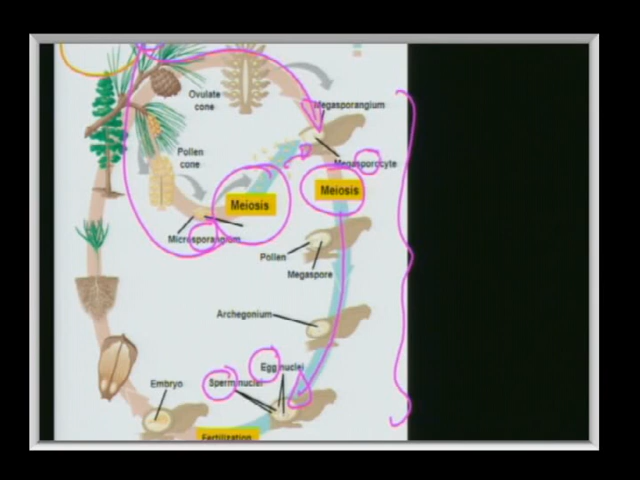 Ovulate
cone
Megasporangium
Pollen
cone
Megasporocyte
Meiosis
Meiosis
Microsporangium
Pollen
Megaspore
Archegonium
Egg nuclei
Embryo
Sperm nuclei
Fertilization